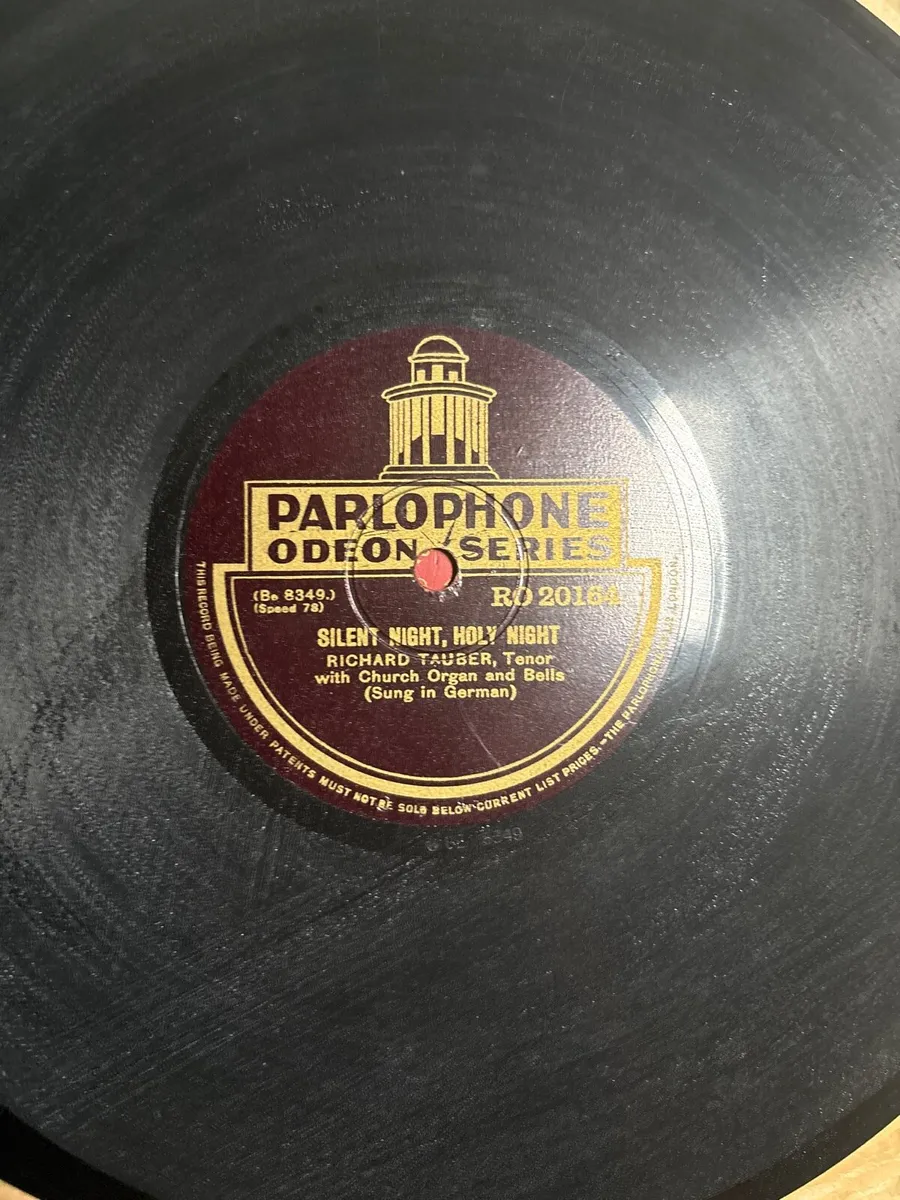 PARLOPHONE
ODEON SERIES
(Be 8349.)
(Speed 78)
RO 20164
SILENT NIGHT, HOLY NIGHT
RICHARD TAUBER, Tenor
with Church Organ and Bells
(Sung in German)
THIS RECORD BEING MADE UNDER PATENTS MUST NOT BE SOLD BELOW CURRENT LIST PRICES.–THE PARLOPHONE LONDON.
8349